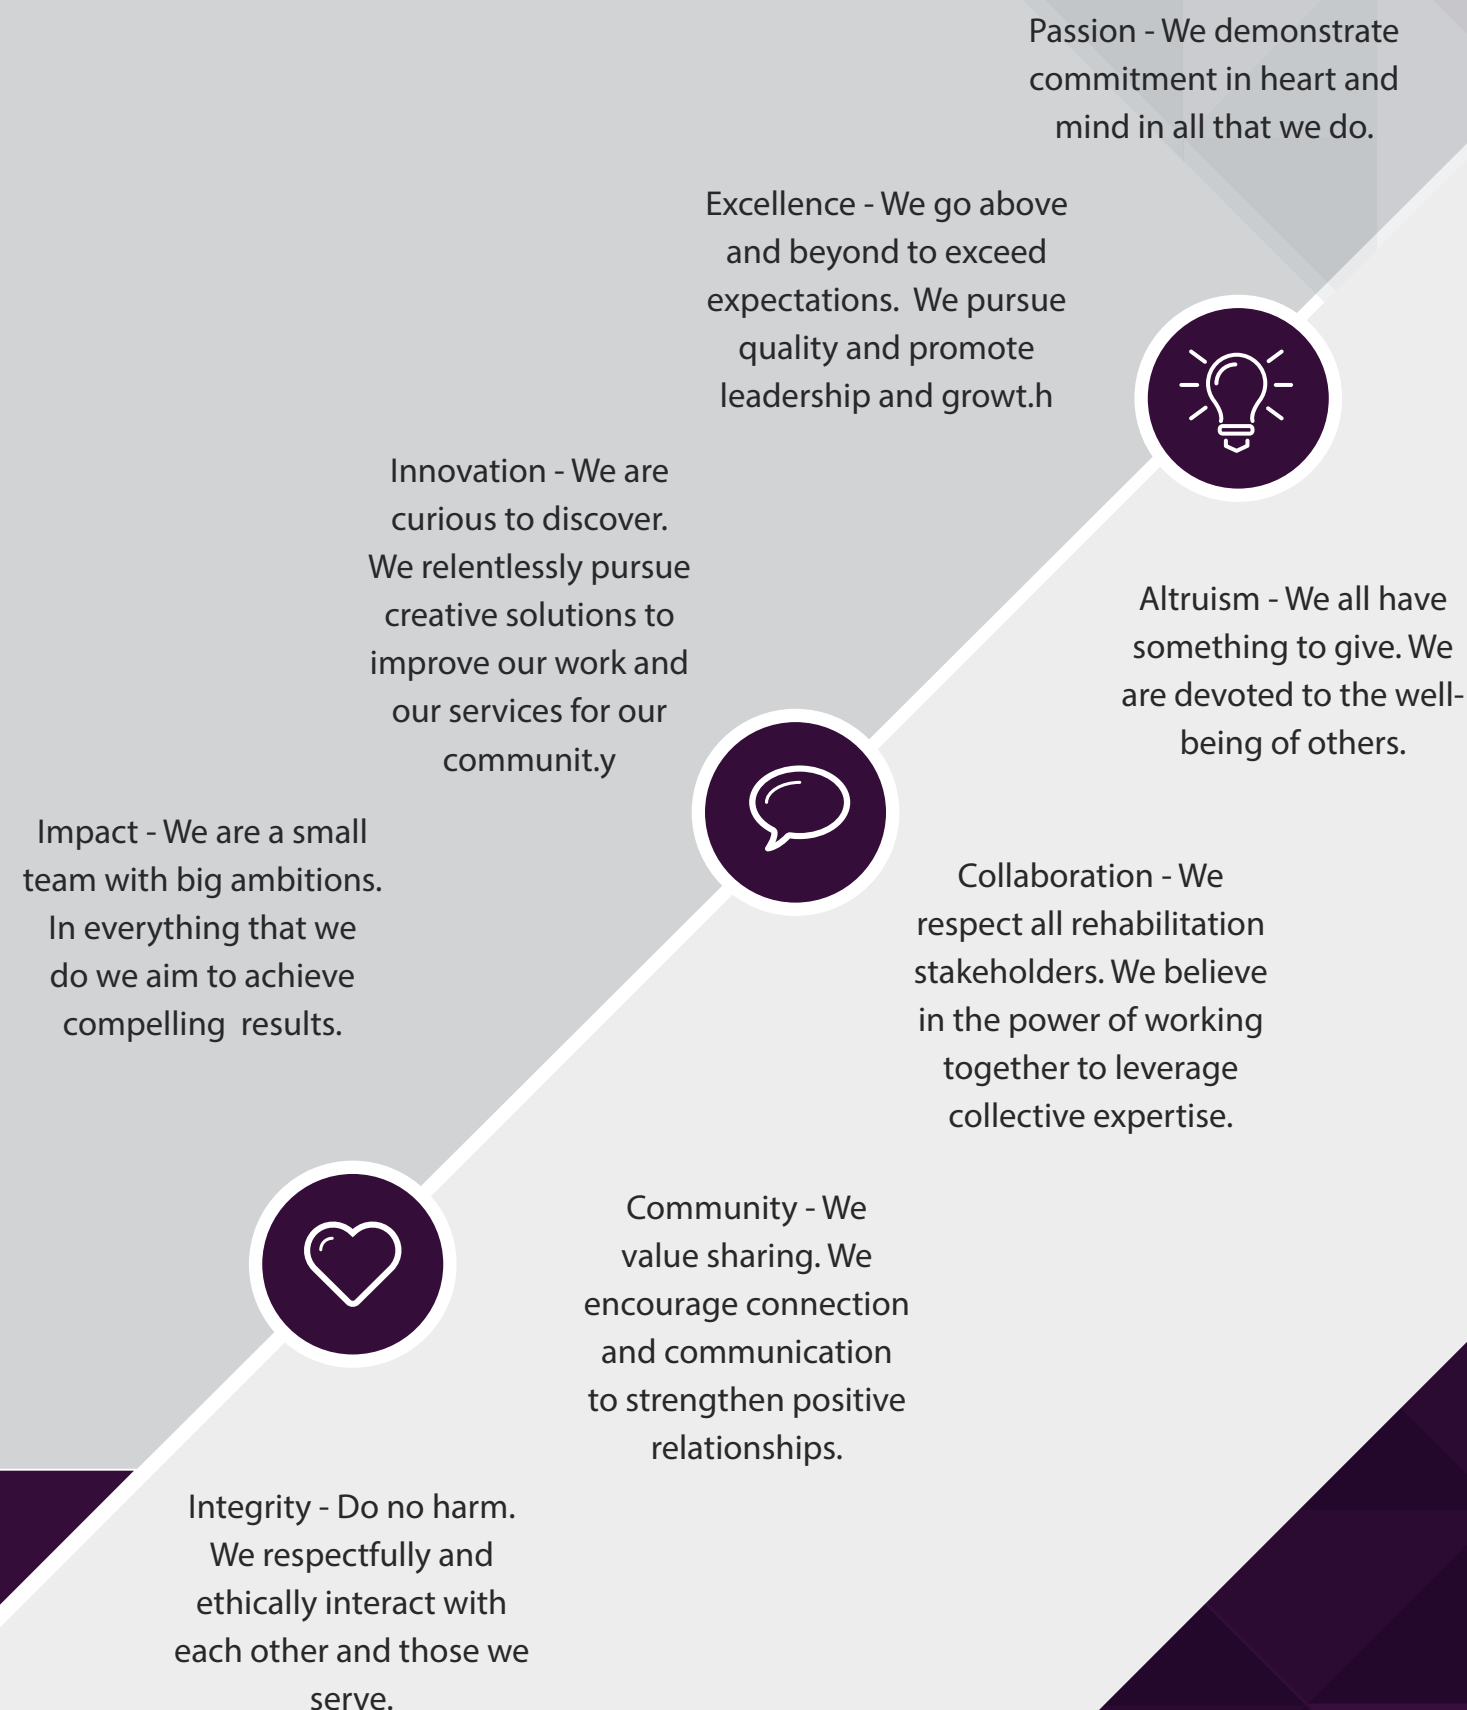 Passion - We demonstrate
commitment in heart and
mind in all that we do.
Excellence - We go above
and beyond to exceed
expectations.  We pursue
quality and promote
leadership and growt.h
Innovation - We are
curious to discover.
We relentlessly pursue
creative solutions to
improve our work and
our services for our
communit.y
Impact - We are a small
team with big ambitions.
In everything that we
do we aim to achieve
compelling  results.
Altruism - We all have
something to give. We
are devoted to the well-
being of others.
Collaboration - We
respect all rehabilitation
stakeholders. We believe
in the power of working
together to leverage
collective expertise.
Community - We
value sharing. We
encourage connection
and communication
to strengthen positive
relationships.
Integrity - Do no harm.
We respectfully and
ethically interact with
each other and those we
serve.